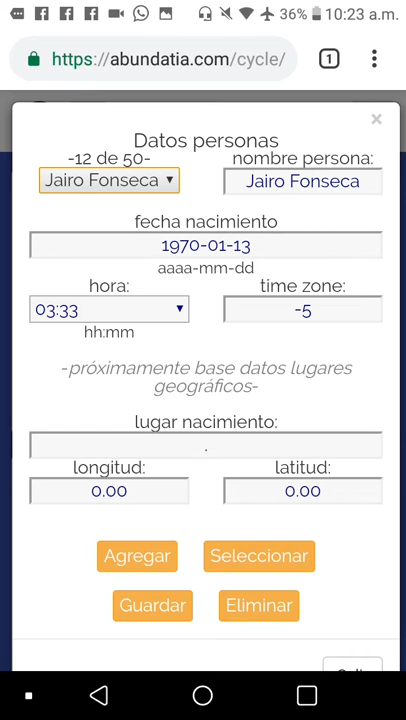 36% 10:23 a.m.
https://abundatia.com/cycle/ 1
×
Datos personas
-12 de 50- nombre persona:
Jairo Fonseca Jairo Fonseca
fecha nacimiento
1970-01-13
aaaa-mm-dd
hora: time zone:
03:33 -5
hh:mm
-próximamente base datos lugares
geográficos-
lugar nacimiento:
.
longitud: latitud:
0.00 0.00
Agregar Seleccionar
Guardar Eliminar